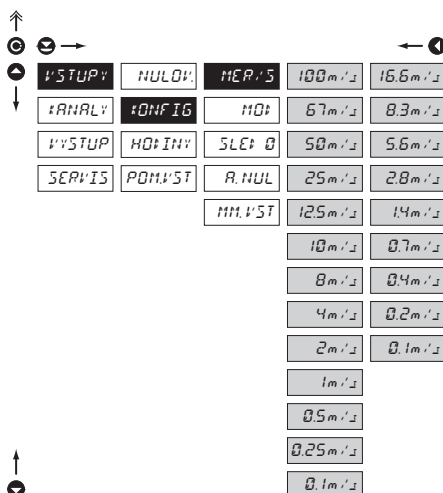 VSTUPY NULOV. MER/S 100m/s 16.6m/s
KANALY KONFIG MOD 67m/s 8.3m/s
VYSTUP HODINY SLED 0 50m/s 5.6m/s
SERVIS POM.VST A.NUL 25m/s 2.8m/s
MM.VST 12.5m/s 1.4m/s
10m/s 0.7m/s
8m/s 0.4m/s
4m/s 0.2m/s
2m/s 0.1m/s
1m/s
0.5m/s
0.25m/s
0.1m/s